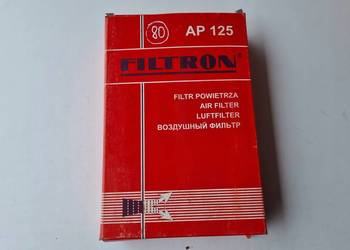 80 AP 125
FILTRON®
FILTR POWIETRZA
AIR FILTER
LUFTFILTER
ВОЗДУШНЫЙ ФИЛЬТР